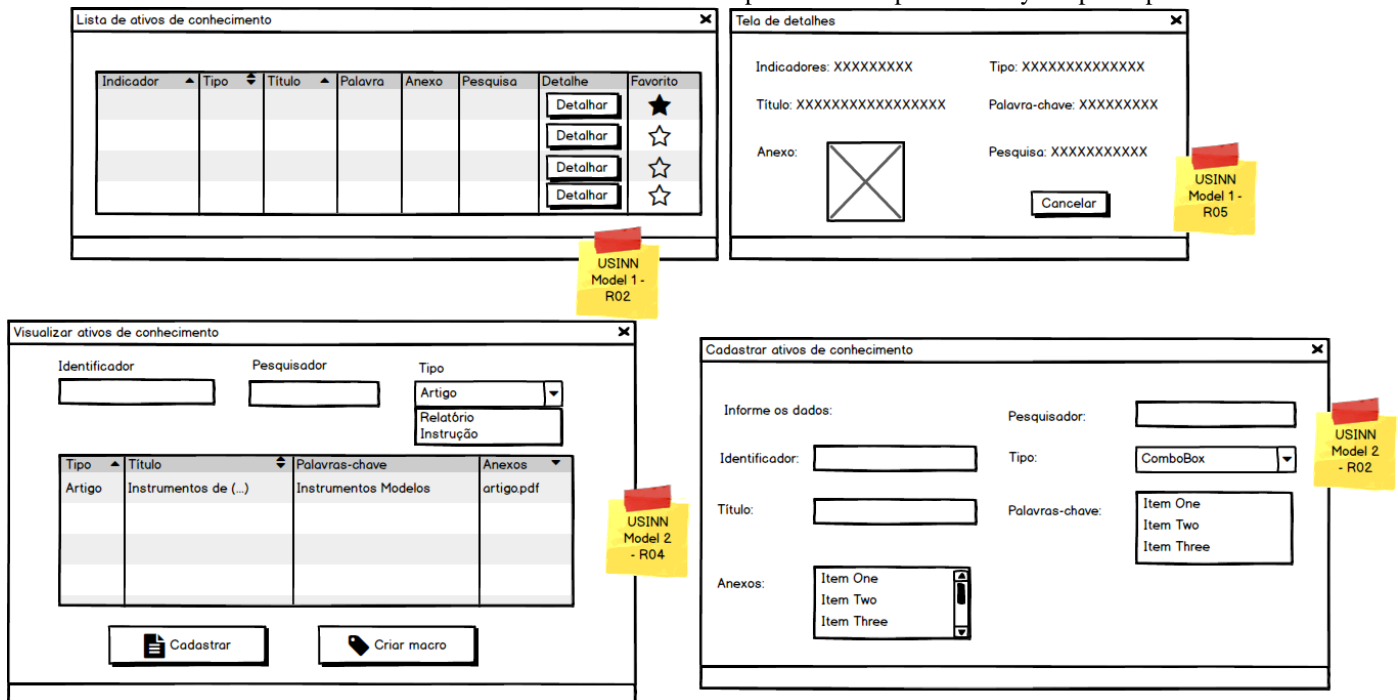 Lista de ativos de conhecimento
Indicador Tipo Título Palavra Anexo Pesquisa Detalhe Favorito
Detalhar
Detalhar
Detalhar
Detalhar
USINN
Model 1 -
R02
Tela de detalhes
Indicadores: XXXXXXXXX Tipo: XXXXXXXXXXXXXX
Título: XXXXXXXXXXXXXXXXX Palavra-chave: XXXXXXXXX
Anexo: Pesquisa: XXXXXXXXXXX
Cancelar
USINN
Model 1 -
R05
Visualizar ativos de conhecimento
Identificador Pesquisador Tipo
Artigo
Relatório
Instrução
Tipo Título Palavras-chave Anexos
Artigo Instrumentos de (...) Instrumentos Modelos artigo.pdf
Cadastrar Criar macro
USINN
Model 2
- R04
Cadastrar ativos de conhecimento
Informe os dados: Pesquisador:
Identificador: Tipo: ComboBox
Título: Palavras-chave: Item One
Item Two
Item Three
Anexos: Item One
Item Two
Item Three
USINN
Model 2
- R02